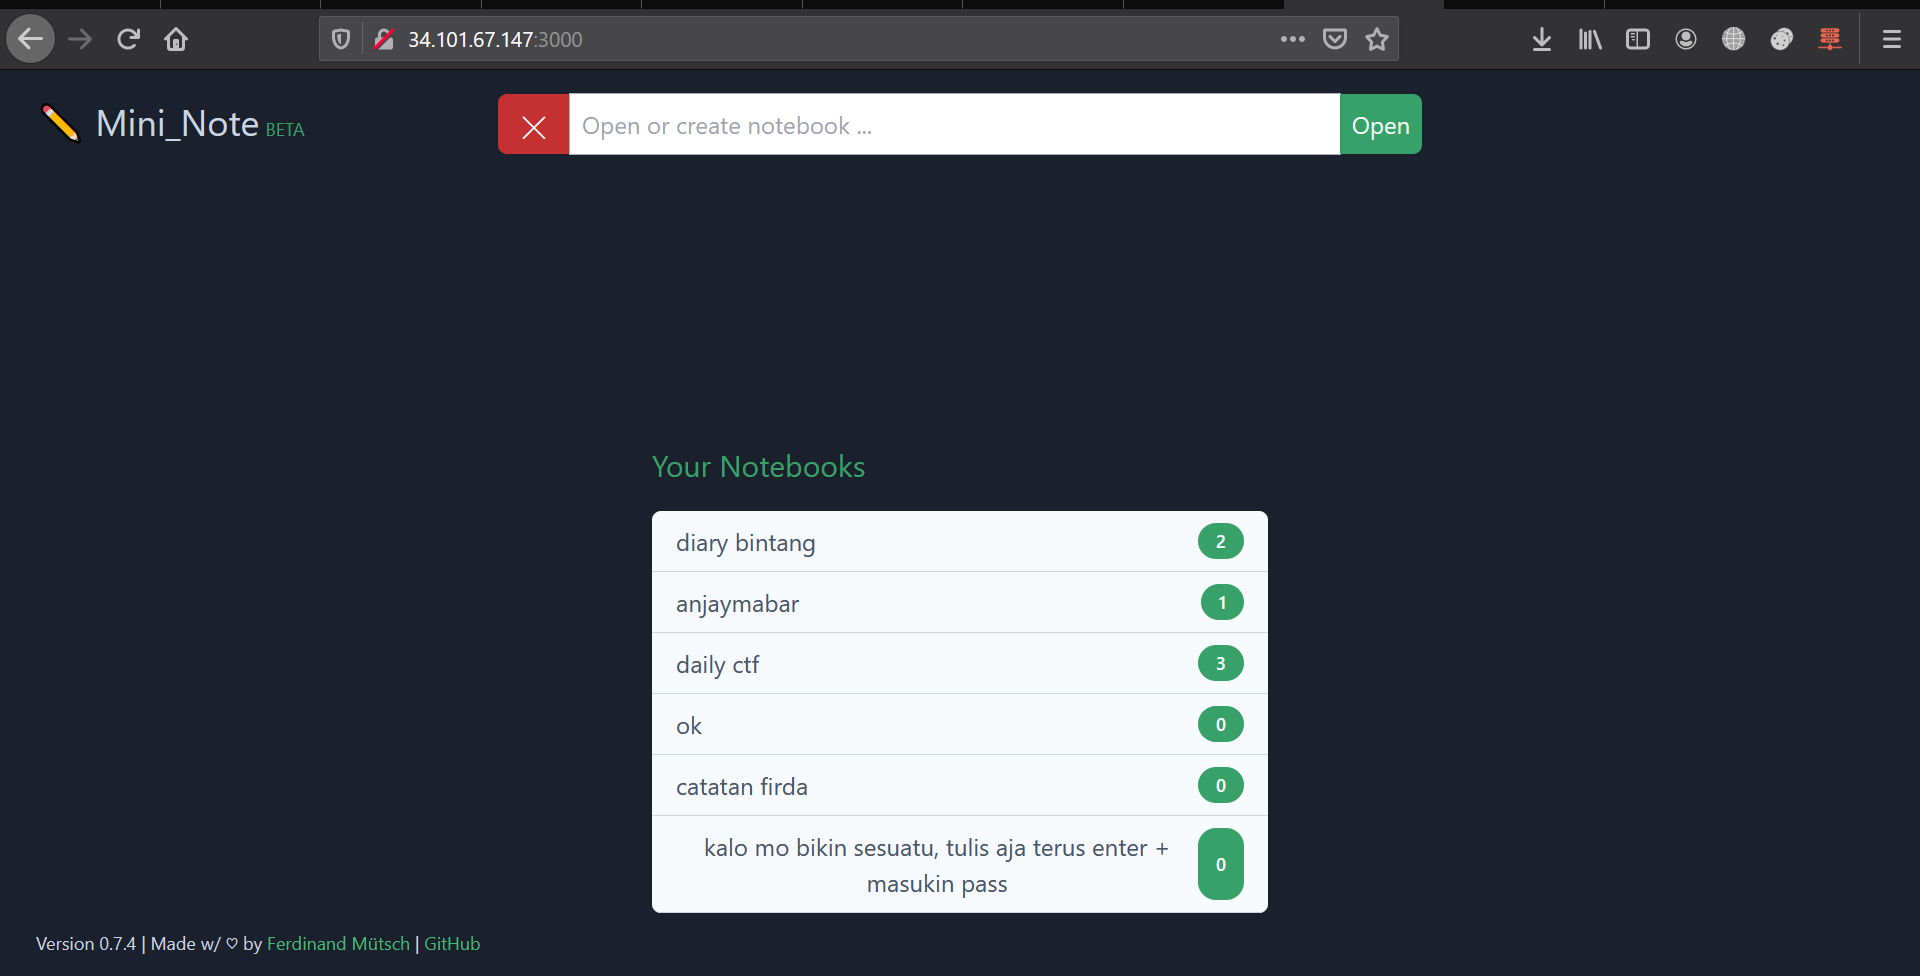 34.101.67.147:3000
Mini_Note BETA
Open or create notebook ...
Open
Your Notebooks
diary bintang 2
anjaymabar 1
daily ctf 3
ok 0
catatan firda 0
kalo mo bikin sesuatu, tulis aja terus enter +
masukin pass
0
Version 0.7.4 | Made w/ ♡ by Ferdinand Mütsch | GitHub